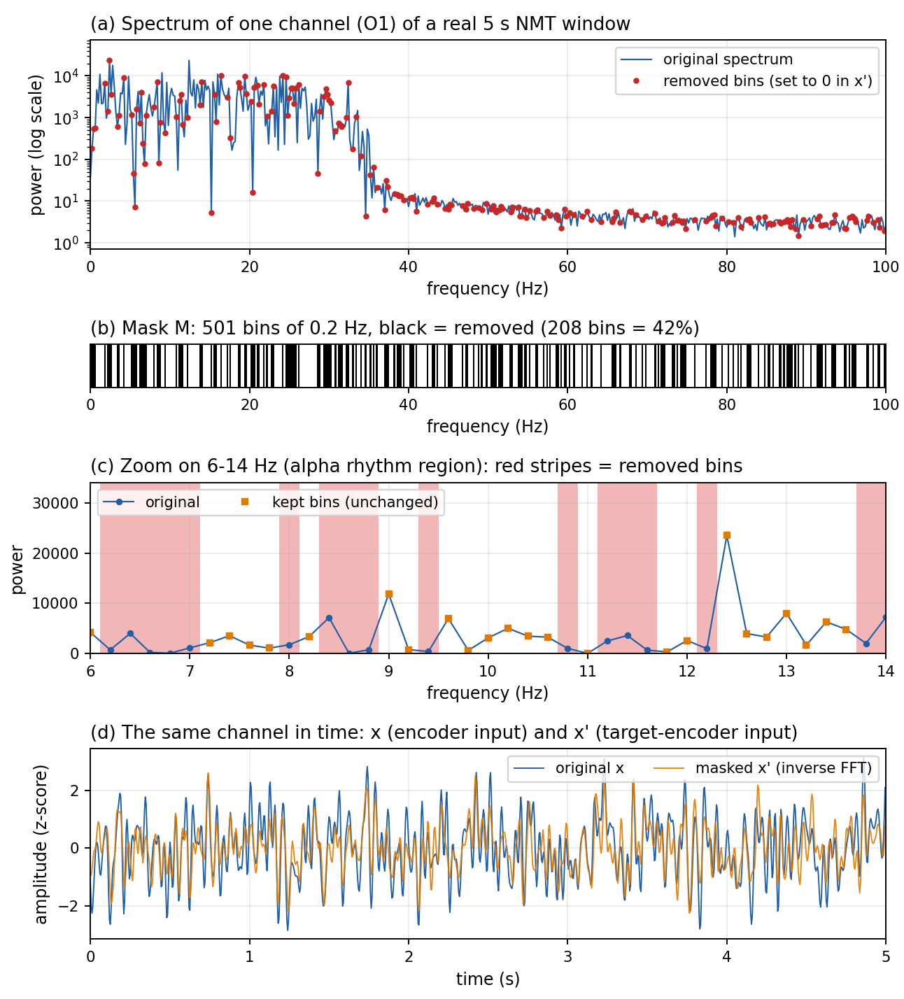 (a) Spectrum of one channel (O1) of a real 5 s NMT window
original spectrum
removed bins (set to 0 in x')
power (log scale)
10⁴
10³
10²
10¹
10⁰
0 20 40 60 80 100
frequency (Hz)
(b) Mask M: 501 bins of 0.2 Hz, black = removed (208 bins = 42%)
0 20 40 60 80 100
frequency (Hz)
(c) Zoom on 6-14 Hz (alpha rhythm region): red stripes = removed bins
original kept bins (unchanged)
power
30000
20000
10000
0
6 7 8 9 10 11 12 13 14
frequency (Hz)
(d) The same channel in time: x (encoder input) and x' (target-encoder input)
original x masked x' (inverse FFT)
amplitude (z-score)
2
0
−2
0 1 2 3 4 5
time (s)